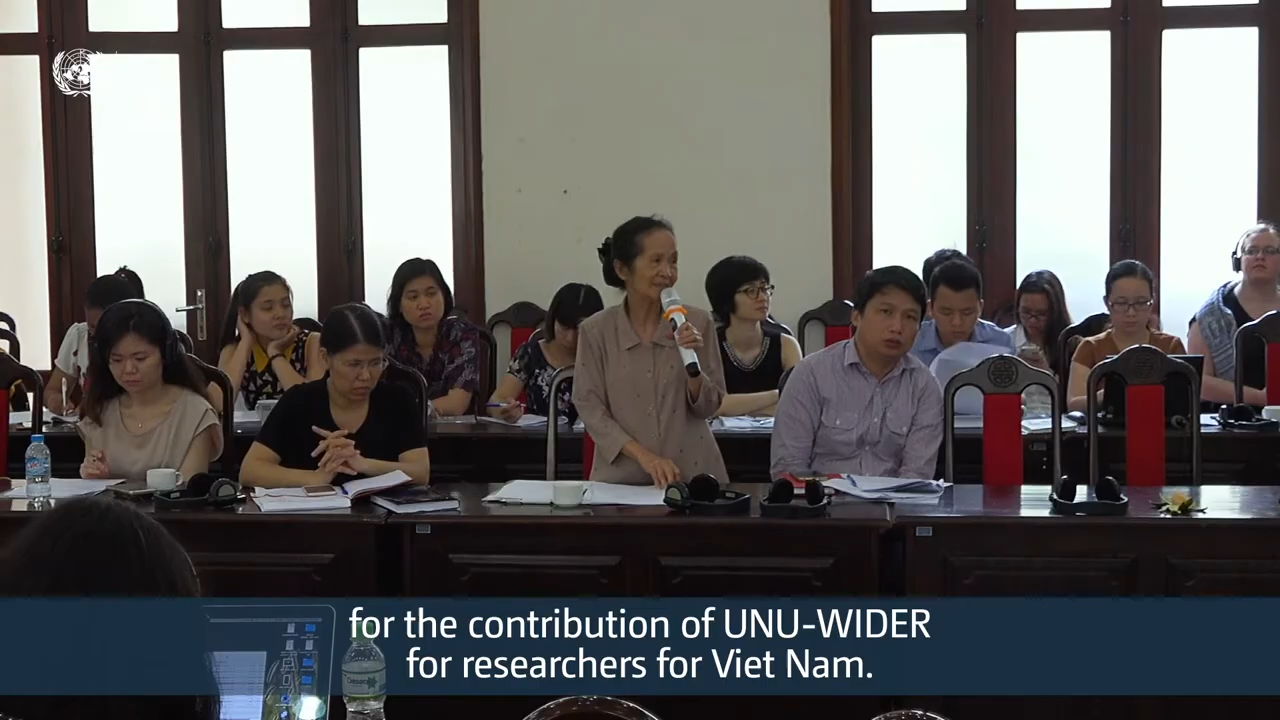 for the contribution of UNU-WIDER
for researchers for Viet Nam.